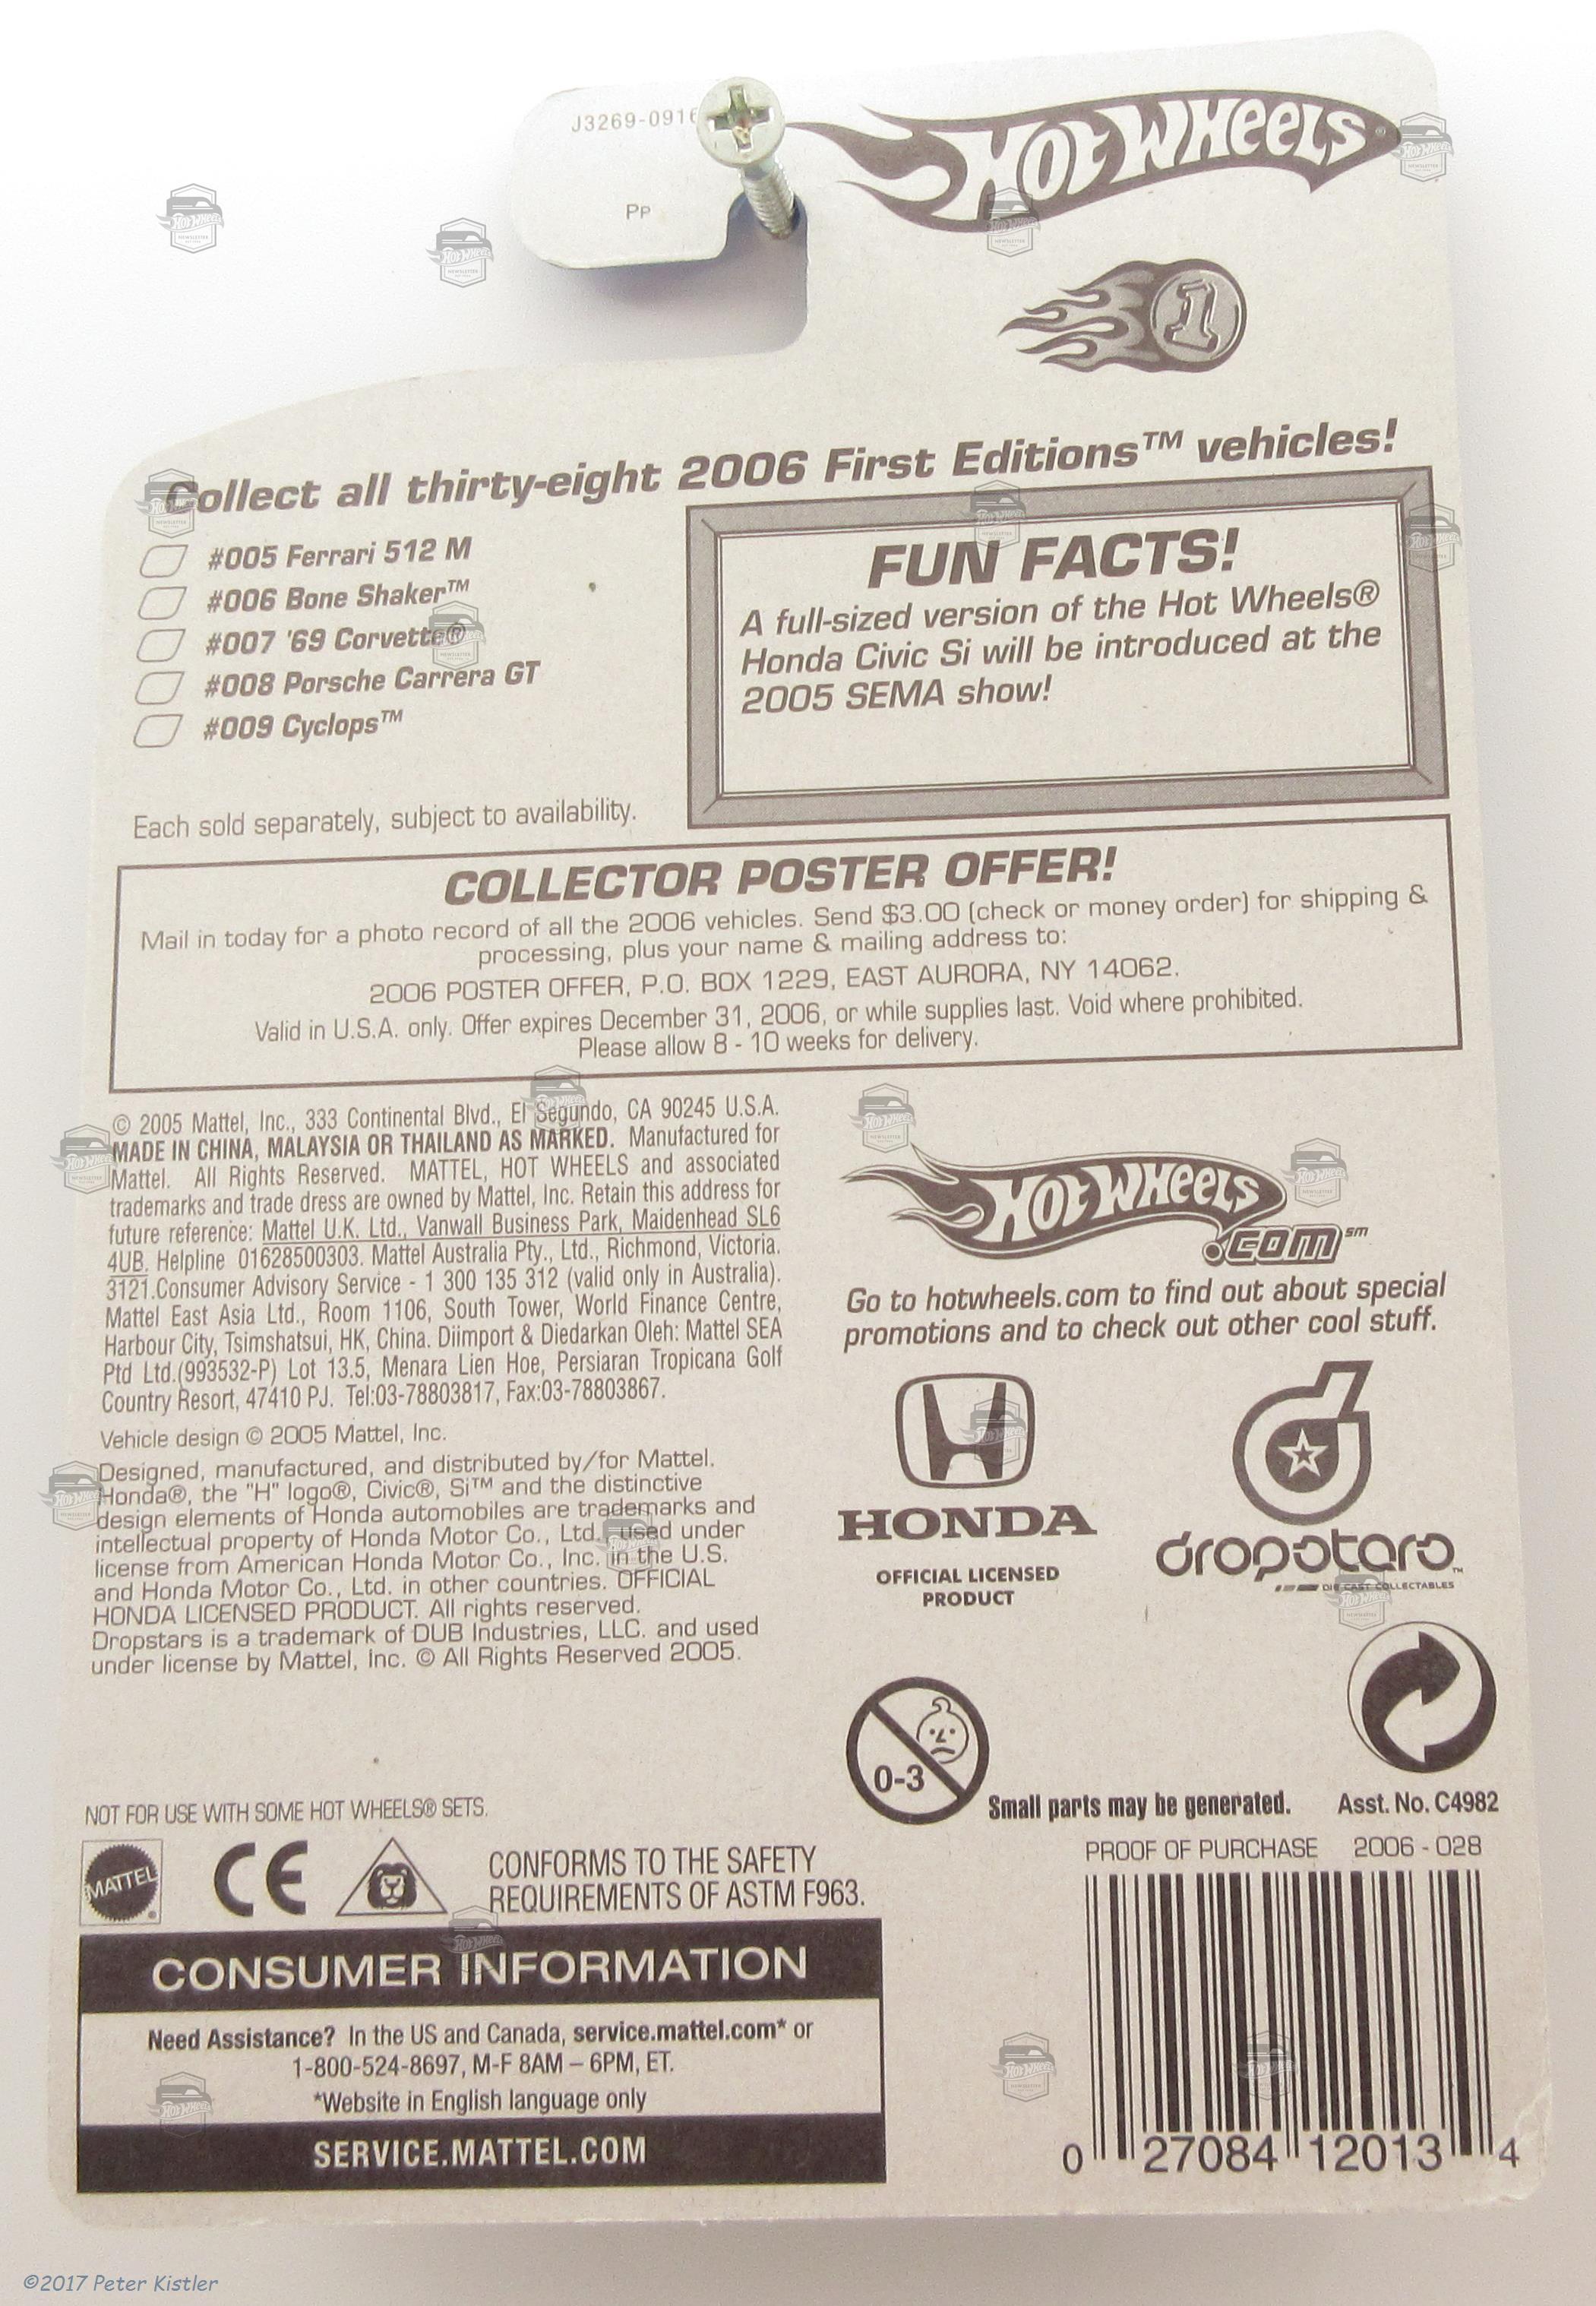 J3269-0916
PP
HOT WHEELS
1
Collect all thirty-eight 2006 First Editions™ vehicles!
#005 Ferrari 512 M
#006 Bone Shaker™
#007 '69 Corvette®
#008 Porsche Carrera GT
#009 Cyclops™
Each sold separately, subject to availability.
FUN FACTS!
A full-sized version of the Hot Wheels®
Honda Civic Si will be introduced at the
2005 SEMA show!
COLLECTOR POSTER OFFER!
Mail in today for a photo record of all the 2006 vehicles. Send $3.00 (check or money order) for shipping &
processing, plus your name & mailing address to:
2006 POSTER OFFER, P.O. BOX 1229, EAST AURORA, NY 14062.
Valid in U.S.A. only. Offer expires December 31, 2006, or while supplies last. Void where prohibited.
Please allow 8 - 10 weeks for delivery.
© 2005 Mattel, Inc., 333 Continental Blvd., El Segundo, CA 90245 U.S.A.
MADE IN CHINA, MALAYSIA OR THAILAND AS MARKED. Manufactured for
Mattel. All Rights Reserved. MATTEL, HOT WHEELS and associated
trademarks and trade dress are owned by Mattel, Inc. Retain this address for
future reference: Mattel U.K. Ltd., Vanwall Business Park, Maidenhead SL6
4UB. Helpline 01628500303. Mattel Australia Pty., Ltd., Richmond, Victoria.
3121.Consumer Advisory Service - 1 300 135 312 (valid only in Australia).
Mattel East Asia Ltd., Room 1106, South Tower, World Finance Centre,
Harbour City, Tsimshatsui, HK, China. Diimport & Diedarkan Oleh: Mattel SEA
Ptd Ltd.(993532-P) Lot 13.5, Menara Lien Hoe, Persiaran Tropicana Golf
Country Resort, 47410 PJ. Tel:03-78803817, Fax:03-78803867.
Vehicle design © 2005 Mattel, Inc.
Designed, manufactured, and distributed by/for Mattel.
Honda®, the "H" logo®, Civic®, Si™ and the distinctive
design elements of Honda automobiles are trademarks and
intellectual property of Honda Motor Co., Ltd., used under
license from American Honda Motor Co., Inc. in the U.S.
and Honda Motor Co., Ltd. in other countries. OFFICIAL
HONDA LICENSED PRODUCT. All rights reserved.
Dropstars is a trademark of DUB Industries, LLC. and used
under license by Mattel, Inc. © All Rights Reserved 2005.
HOT WHEELS
.COM℠
Go to hotwheels.com to find out about special
promotions and to check out other cool stuff.
HONDA
OFFICIAL LICENSED
PRODUCT
dropstars™
DIE CAST COLLECTABLES
0-3
Small parts may be generated.
Asst. No. C4982
NOT FOR USE WITH SOME HOT WHEELS® SETS.
MATTEL®
CE
CONFORMS TO THE SAFETY
REQUIREMENTS OF ASTM F963.
PROOF OF PURCHASE 2006 - 028
0 27084 12013 4
CONSUMER INFORMATION
Need Assistance? In the US and Canada, service.mattel.com* or
1-800-524-8697, M-F 8AM – 6PM, ET.
*Website in English language only
SERVICE.MATTEL.COM
©2017 Peter Kistler